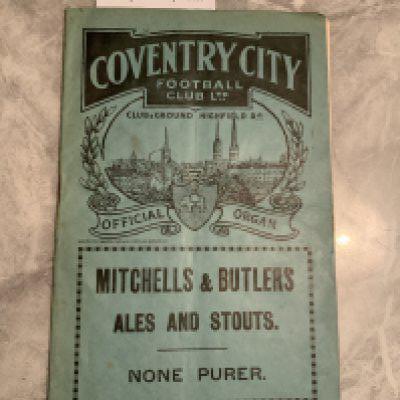 COVENTRY CITY
FOOTBALL
CLUB LTD
CLUB GROUND HIGHFIELD RD
OFFICIAL ORGAN
MITCHELLS & BUTLERS
ALES AND STOUTS.
NONE PURER.